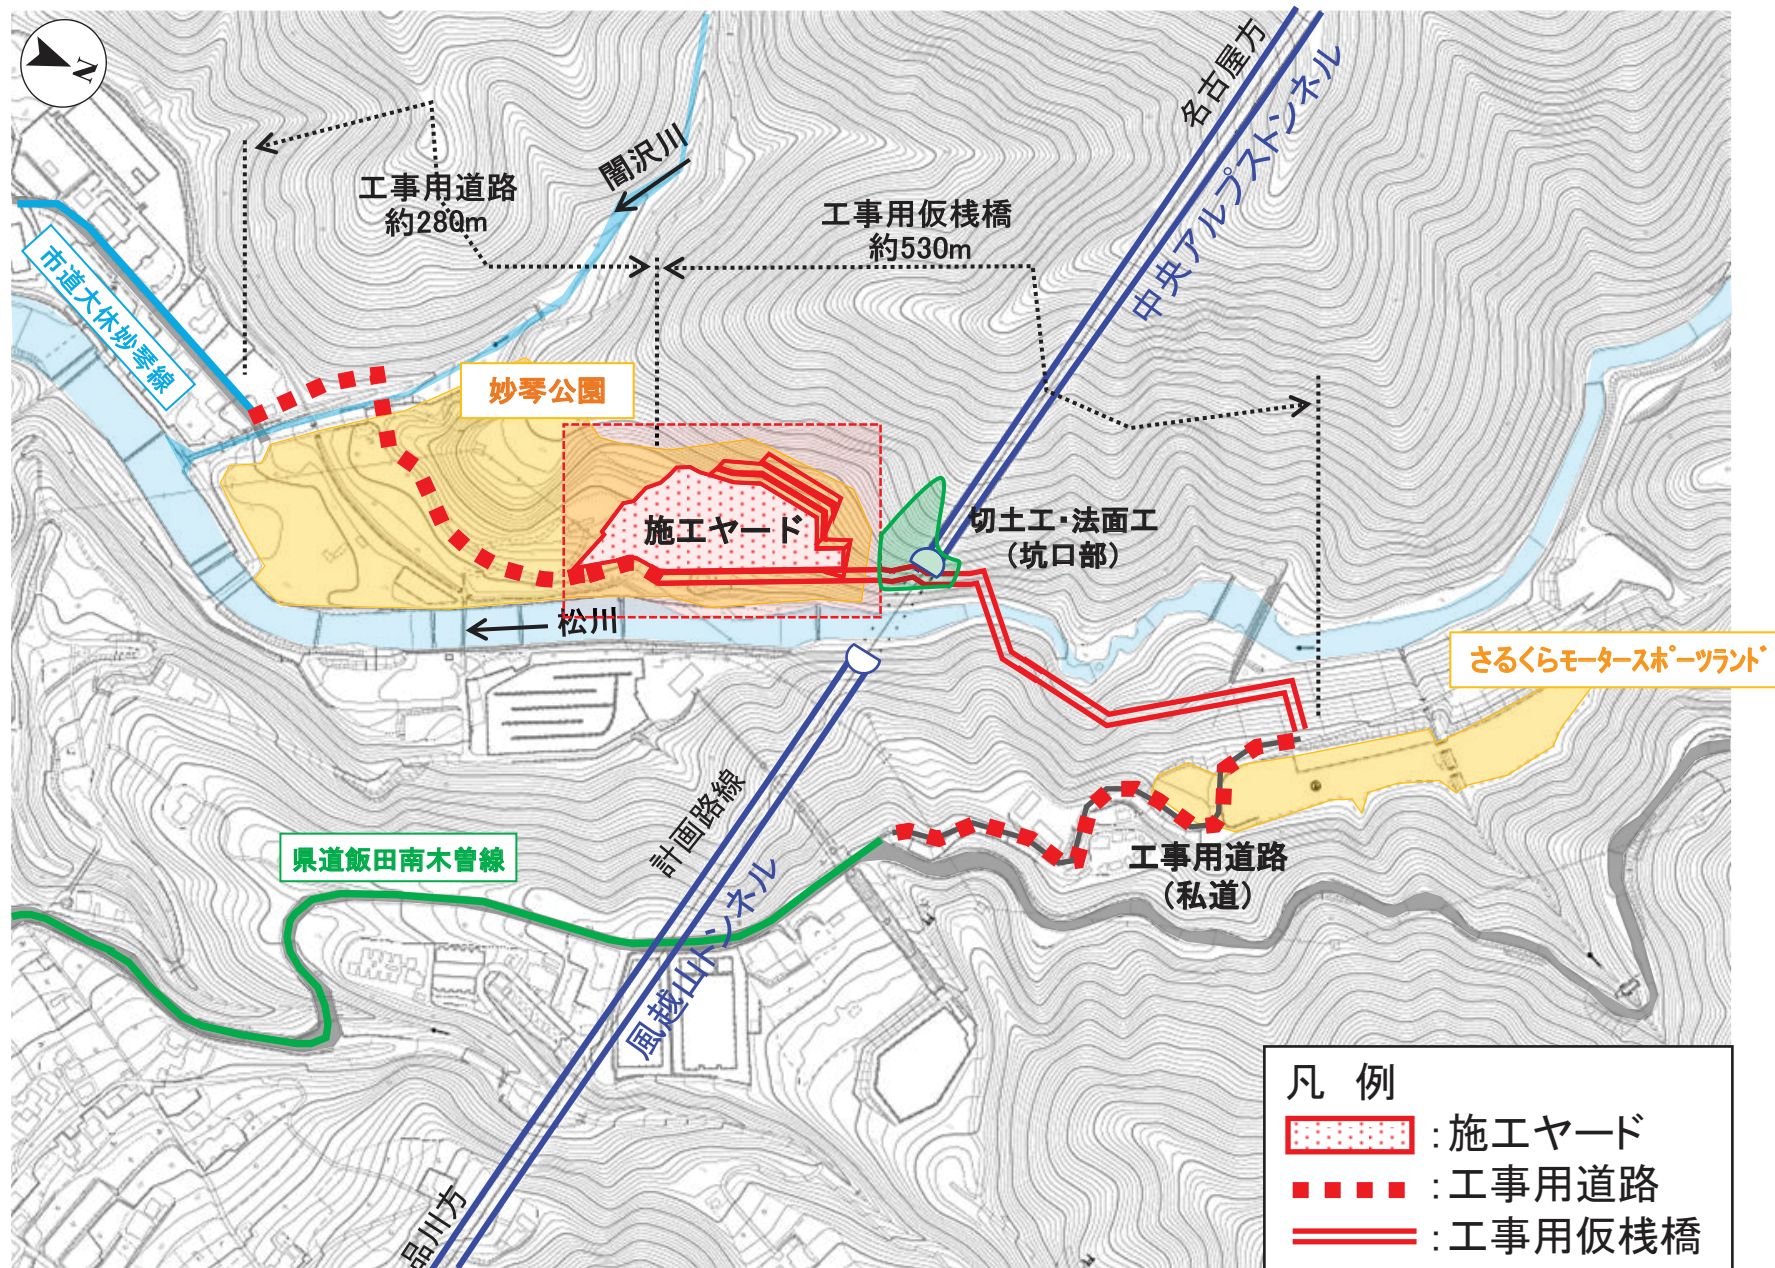 N
名古屋方
中央アルプストンネル
闇沢川
工事用道路
約280m
工事用仮桟橋
約530m
市道大休妙琴線
妙琴公園
施工ヤード
切土工・法面工
(坑口部)
松川
さるくらモータースポーツランド
計画路線
県道飯田南木曽線
工事用道路
(私道)
風越山トンネル
品川方
凡 例
:施工ヤード
:工事用道路
:工事用仮桟橋